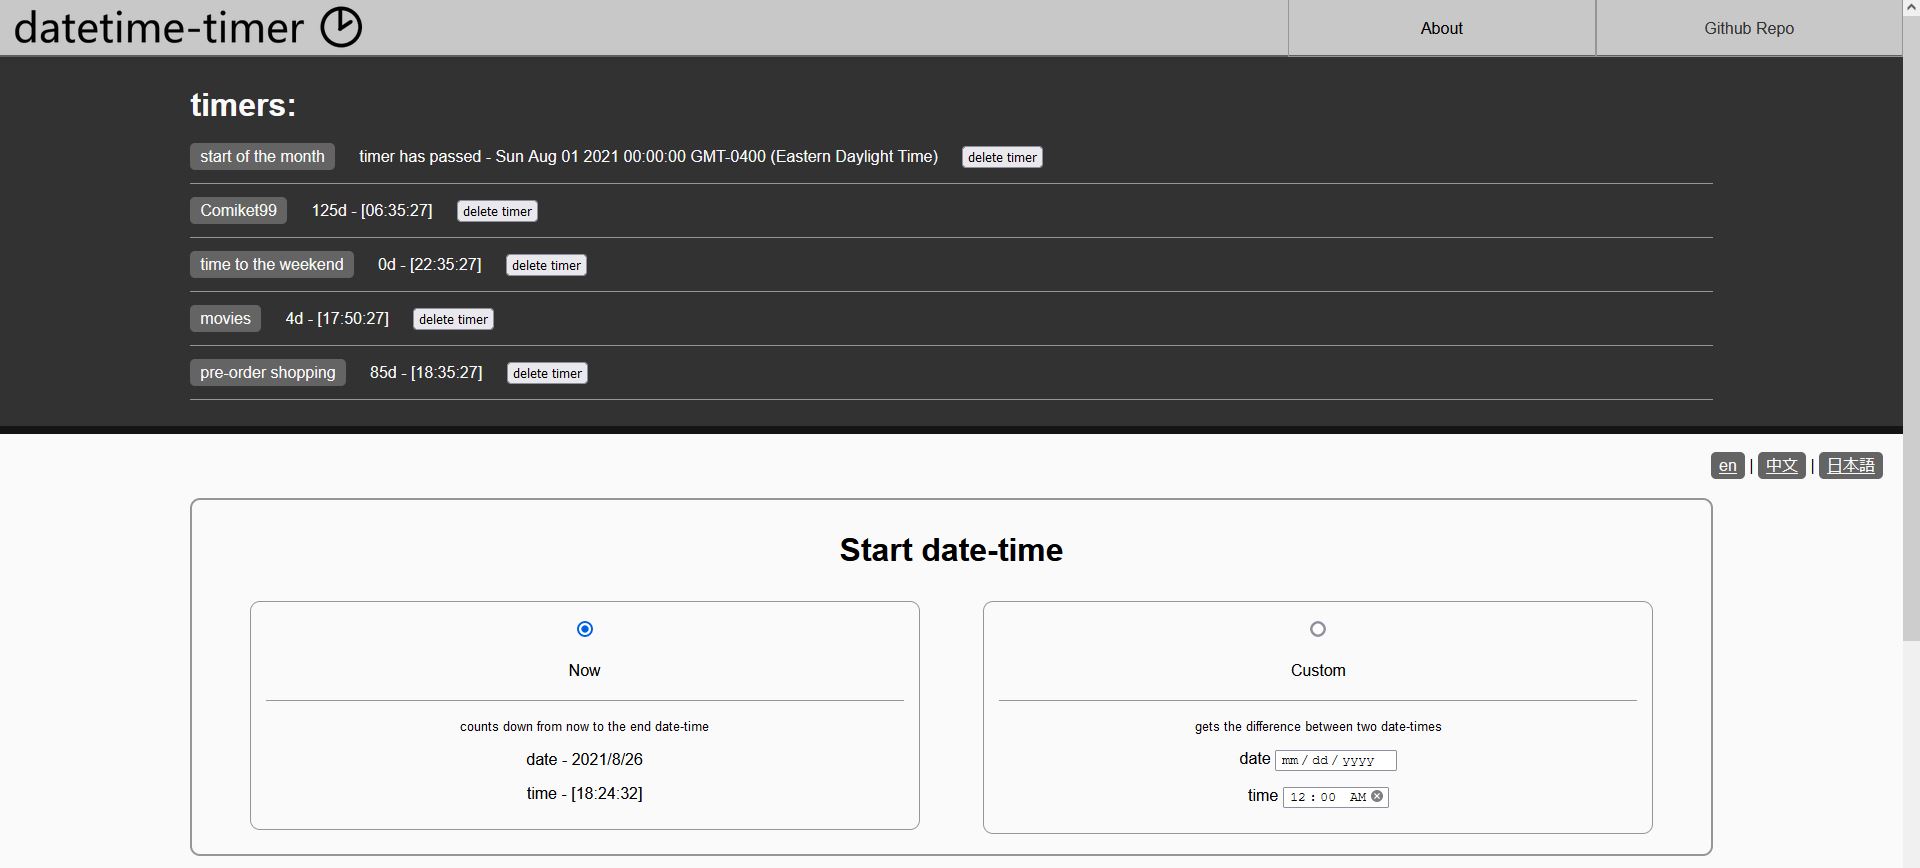 datetime-timer
About
Github Repo
timers:
start of the month timer has passed - Sun Aug 01 2021 00:00:00 GMT-0400 (Eastern Daylight Time) delete timer
Comiket99 125d - [06:35:27] delete timer
time to the weekend 0d - [22:35:27] delete timer
movies 4d - [17:50:27] delete timer
pre-order shopping 85d - [18:35:27] delete timer
en | 中文 | 日本語
Start date-time
Now
counts down from now to the end date-time
date - 2021/8/26
time - [18:24:32]
Custom
gets the difference between two date-times
date mm/dd/yyyy
time 12:00 AM